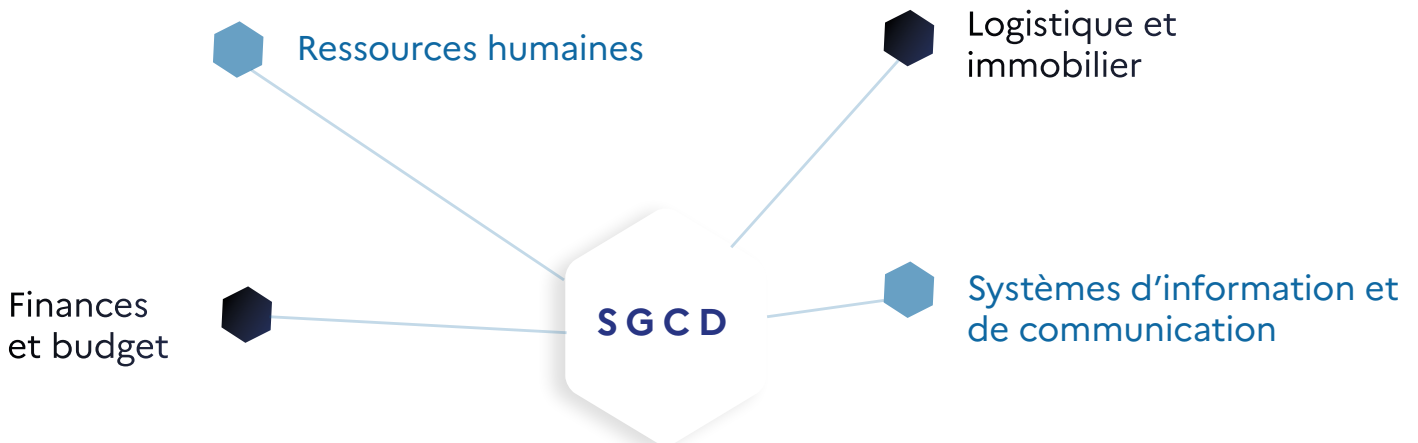 Ressources humaines
Logistique et
immobilier
Finances
et budget
SGCD
Systèmes d’information et
de communication